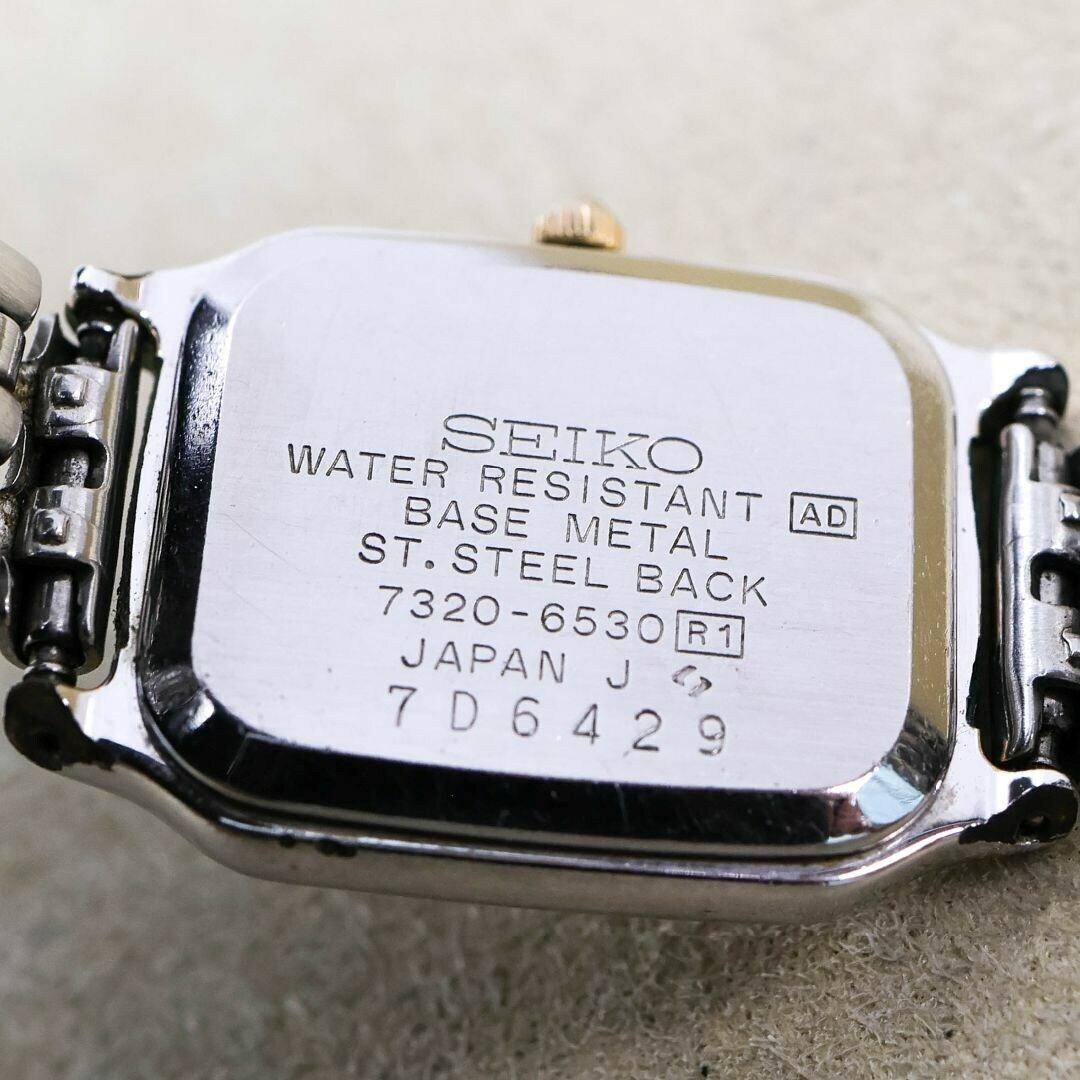 SEIKO
WATER RESISTANT AD
BASE METAL
ST. STEEL BACK
7320-6530 R1
JAPAN J
7D6429